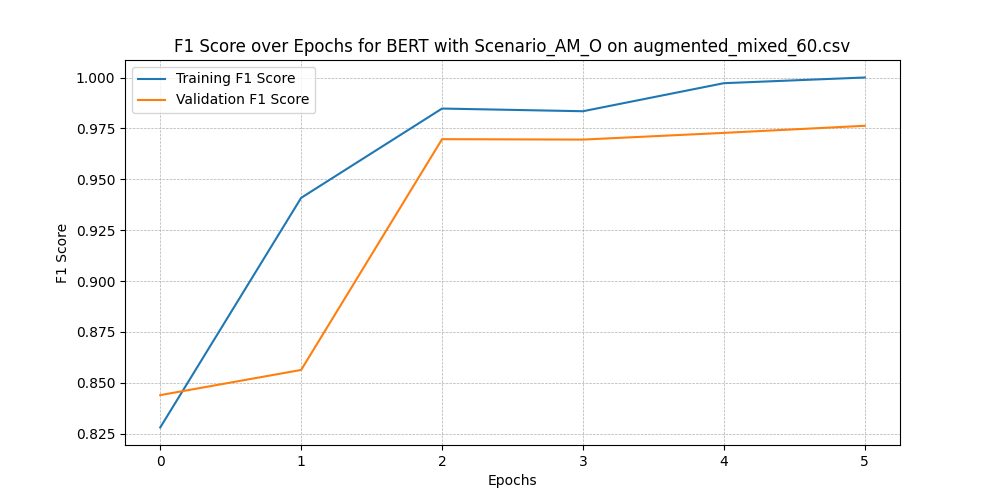 F1 Score over Epochs for BERT with Scenario_AM_O on augmented_mixed_60.csv
Training F1 Score
Validation F1 Score
1.000
0.975
0.950
0.925
0.900
0.875
0.850
0.825
F1 Score
0 1 2 3 4 5
Epochs